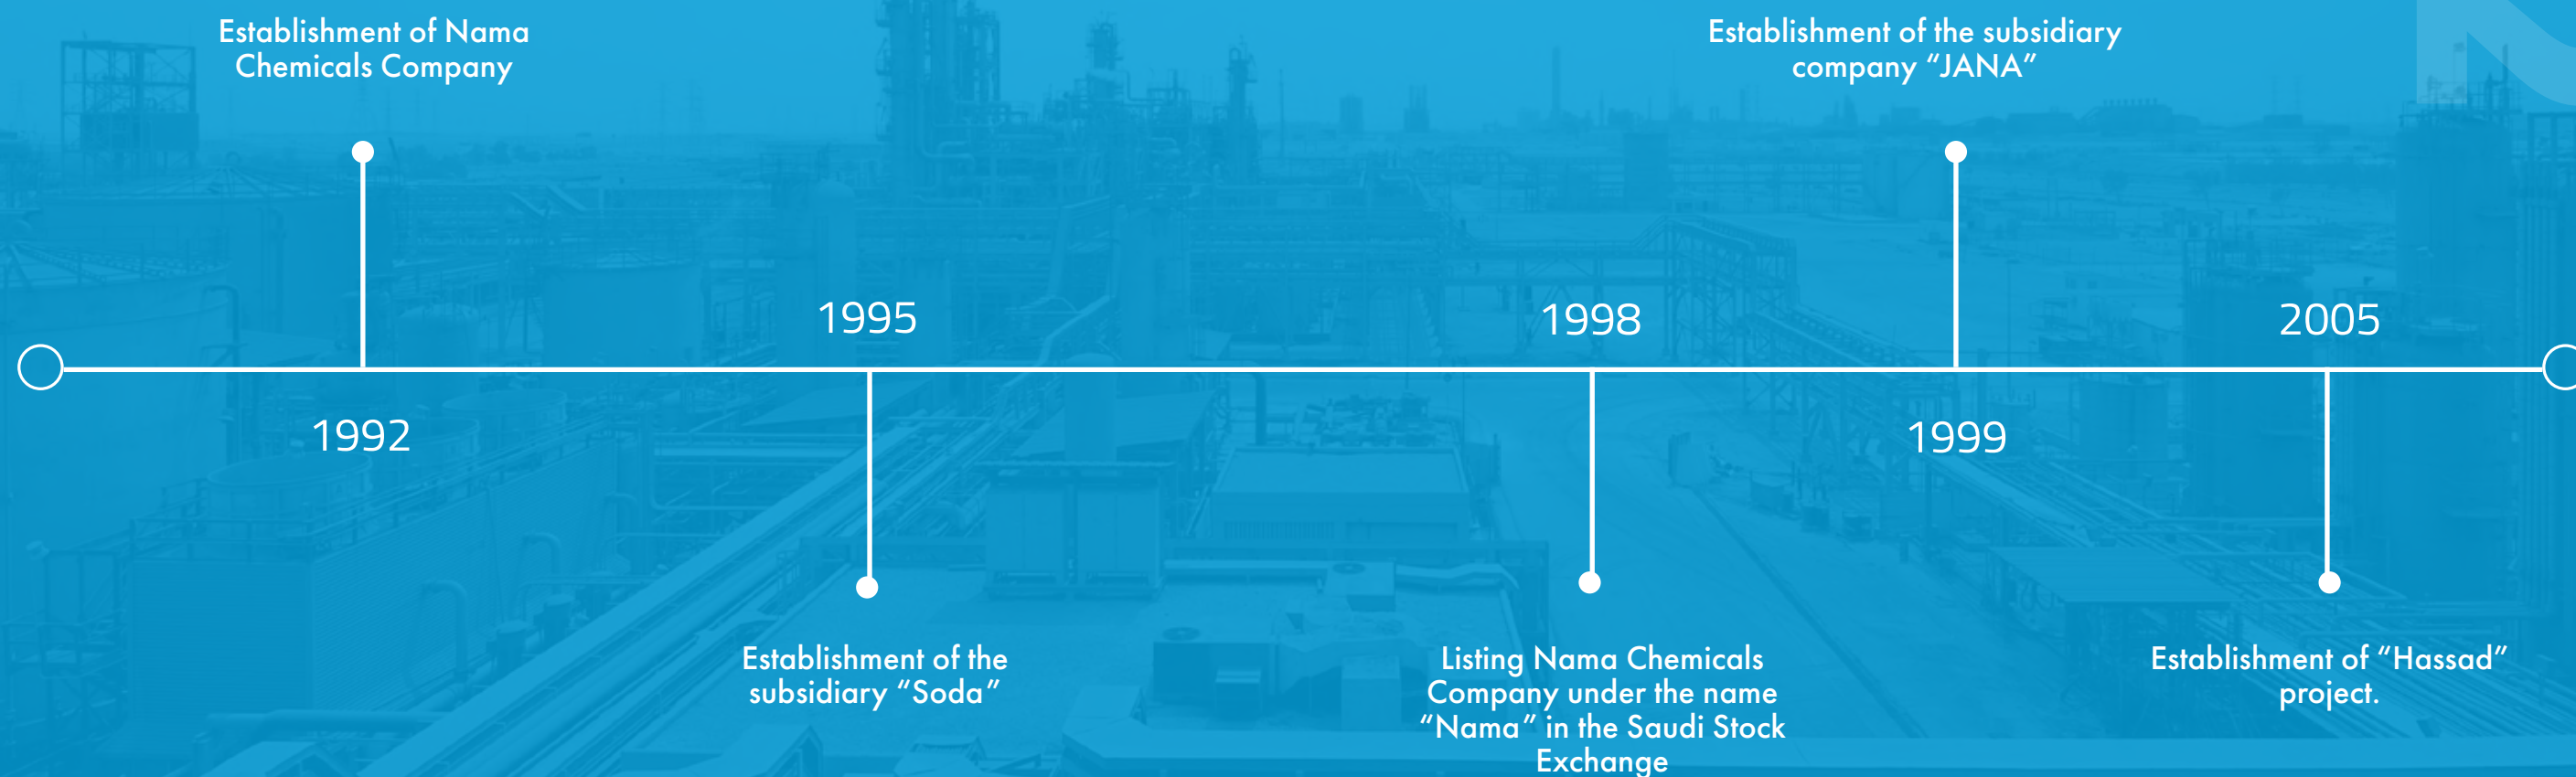 Establishment of Nama
Chemicals Company
1992
1995
Establishment of the
subsidiary “Soda”
1998
Listing Nama Chemicals
Company under the name
“Nama” in the Saudi Stock
Exchange
Establishment of the subsidiary
company “JANA”
1999
2005
Establishment of “Hassad”
project.